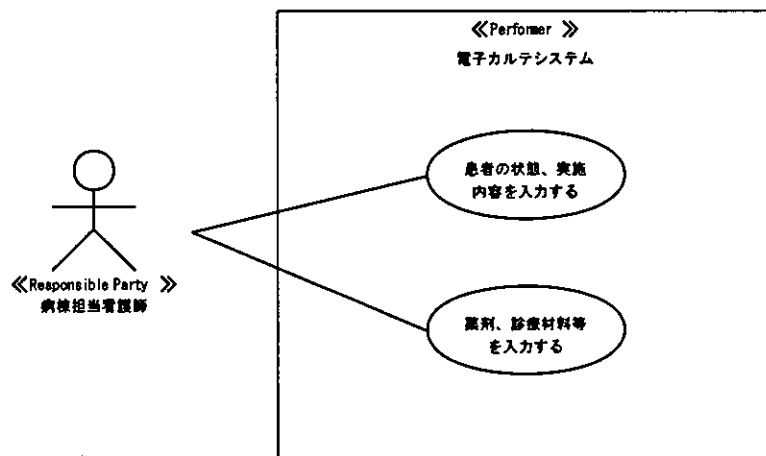 ≪Performer ≫
電子カルテシステム
患者の状態、実施
内容を入力する
≪Responsible Party ≫
病棟担当看護師
薬剤、診療材料等
を入力する